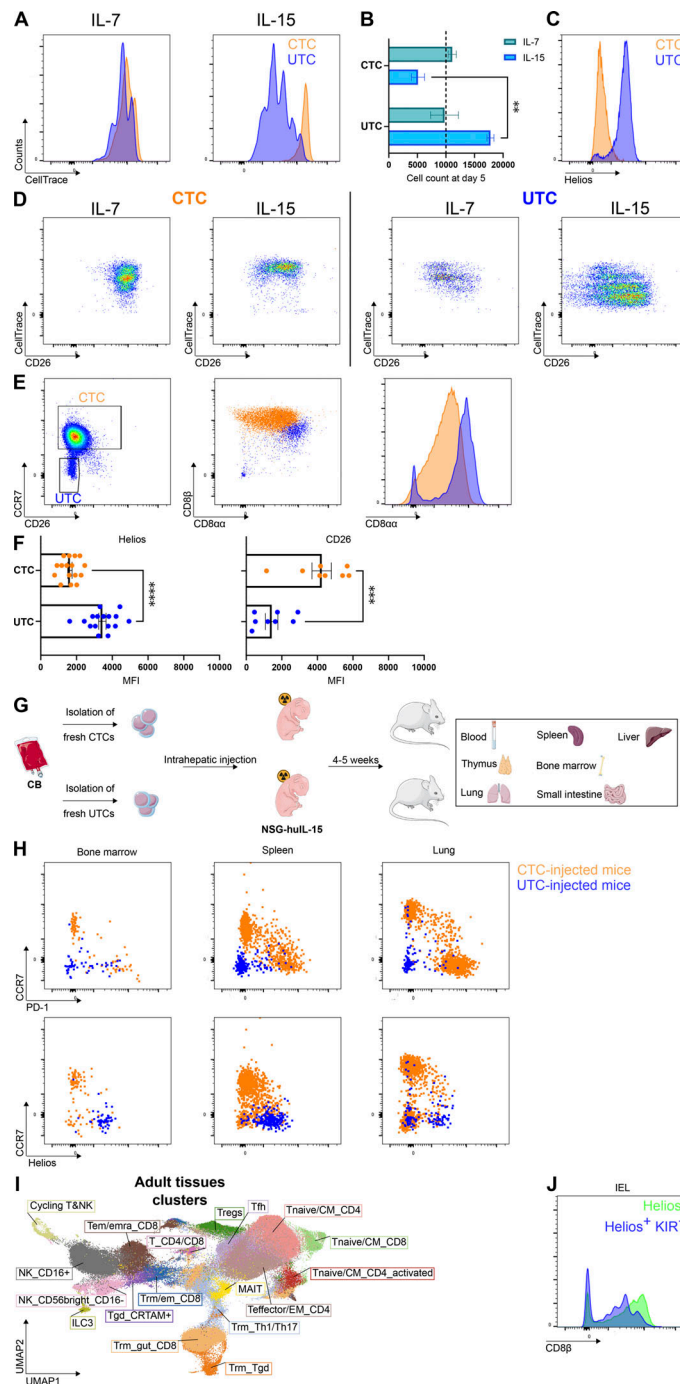 A
IL-7
IL-15
CTC
UTC
Counts
0
0
CellTrace
B
IL-7
IL-15
CTC
UTC
**
0
5000
10000
15000
20000
Cell count at day 5
C
CTC
UTC
0
Helios
D
CTC
UTC
IL-7
IL-15
IL-7
IL-15
CellTrace
CellTrace
CellTrace
CellTrace
CD26
CD26
CD26
CD26
E
CTC
UTC
CCR7
CD26
CD8β
CD8αα
CD8αα
F
Helios
CD26
CTC
UTC
****
***
0
2000
4000
6000
8000
10000
0
2000
4000
6000
8000
10000
MFI
MFI
G
CB
Isolation of
fresh CTCs
Isolation of
fresh UTCs
Intrahepatic injection
NSG-huIL-15
4-5 weeks
Blood
Spleen
Liver
Thymus
Bone marrow
Lung
Small intestine
H
Bone marrow
Spleen
Lung
CTC-injected mice
UTC-injected mice
CCR7
PD-1
CCR7
Helios
I
Adult tissues
clusters
Cycling T&NK
Tem/emra_CD8
Tregs
Tfh
Tnaive/CM_CD4
T_CD4/CD8
Tnaive/CM_CD8
NK_CD16+
Tnaive/CM_CD4_activated
MAIT
NK_CD56bright_CD16-
Trm/em_CD8
Teffector/EM_CD4
ILC3
Tgd_CRTAM+
Trm_Th1/Th17
Trm_gut_CD8
Trm_Tgd
UMAP2
UMAP1
J
IEL
Helios
Helios+ KIR
0
CD8β